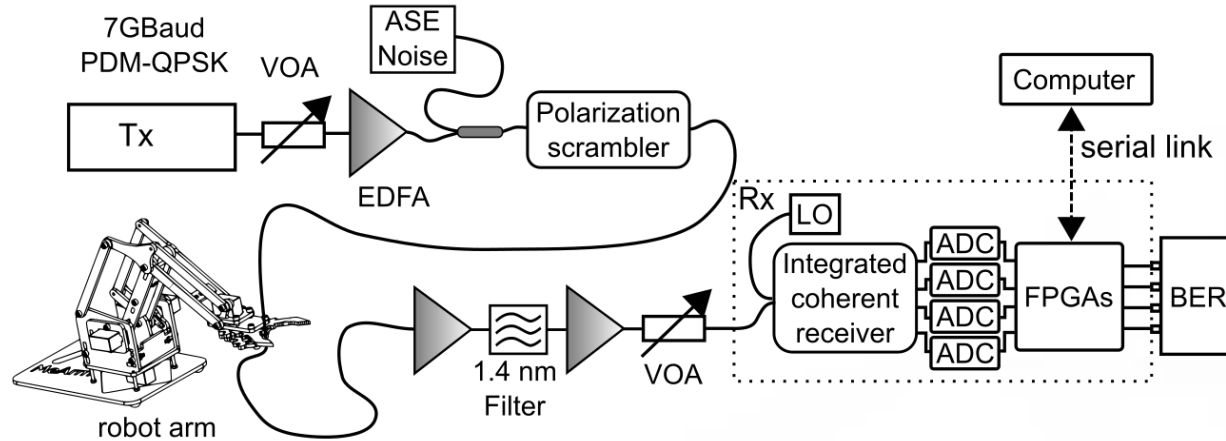 7GBaud
PDM-QPSK
VOA
ASE
Noise
Tx
EDFA
Polarization
scrambler
Computer
serial link
Rx
LO
Integrated
coherent
receiver
ADC
ADC
ADC
ADC
FPGAs
BER
MeArm
robot arm
1.4 nm
Filter
VOA